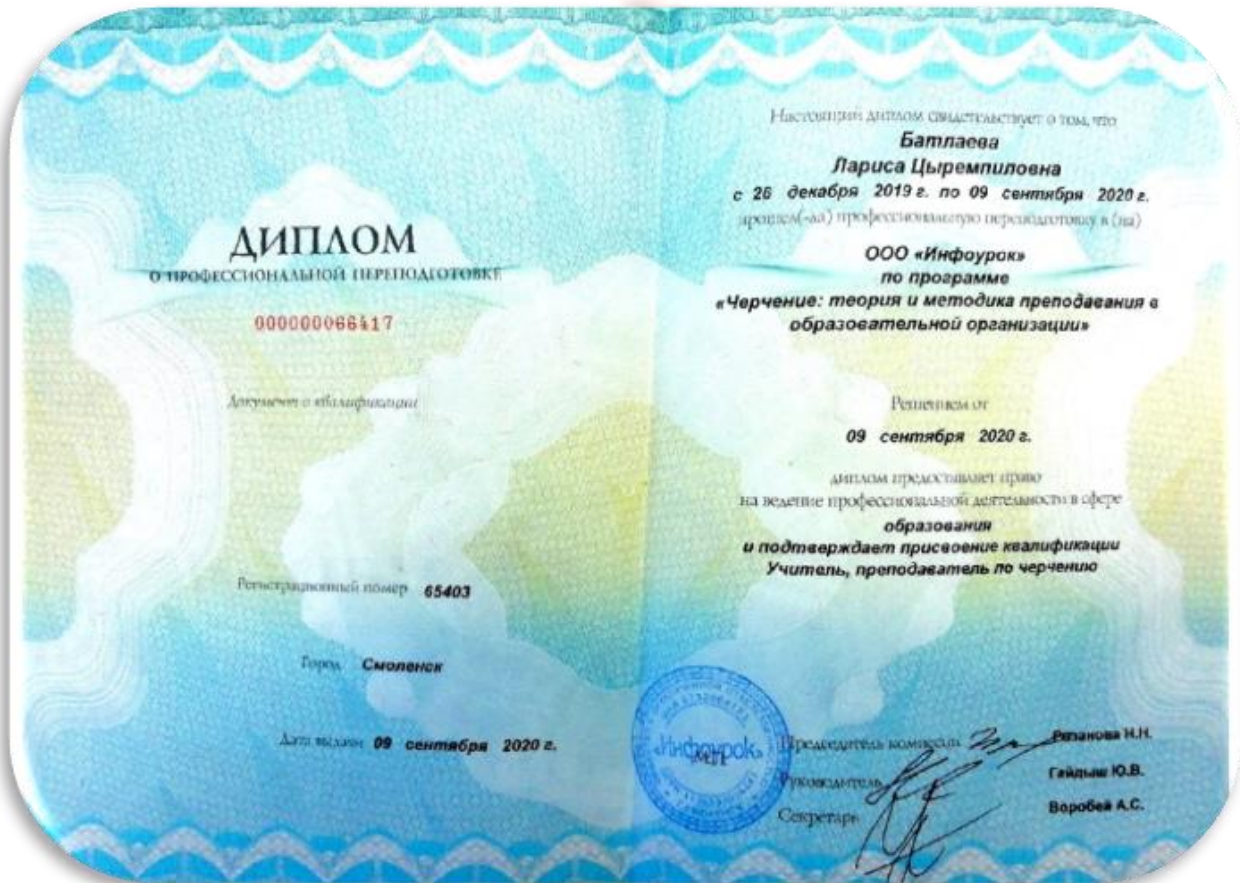 ДИПЛОМ
О ПРОФЕССИОНАЛЬНОЙ ПЕРЕПОДГОТОВКЕ
000000066417
Документ о квалификации
Регистрационный номер 65403
Город Смоленск
Дата выдачи 09 сентября 2020 г.
Настоящий диплом свидетельствует о том, что
Батлаева
Лариса Цыремпиловна
с 26 декабря 2019 г. по 09 сентября 2020 г.
прошел(-ла) профессиональную переподготовку в (на)
ООО «Инфоурок»
по программе
«Черчение: теория и методика преподавания в
образовательной организации»
Решением от
09 сентября 2020 г.
диплом предоставляет право
на ведение профессиональной деятельности в сфере
образования
и подтверждает присвоение квалификации
Учитель, преподаватель по черчению
«Инфоурок»
М.П.
Председатель комиссии Н.Н.
Руководитель Гайдыш Ю.В.
Секретарь Воробей А.С.